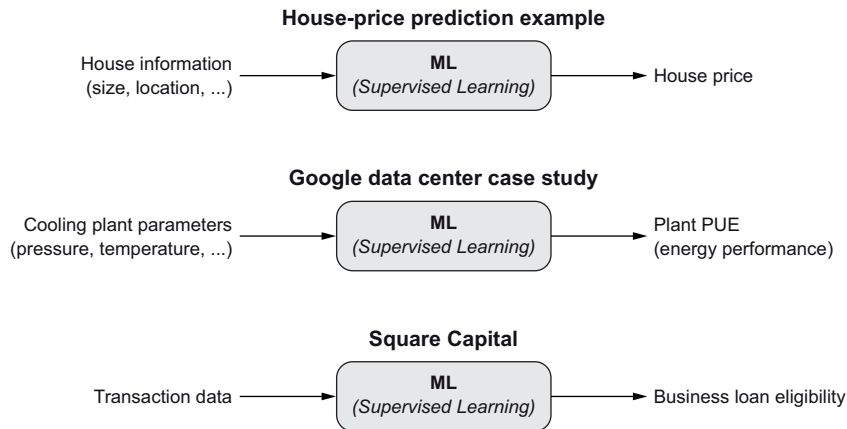 House-price prediction example
House information
(size, location, ...)
ML
(Supervised Learning)
House price
Google data center case study
Cooling plant parameters
(pressure, temperature, ...)
ML
(Supervised Learning)
Plant PUE
(energy performance)
Square Capital
Transaction data
ML
(Supervised Learning)
Business loan eligibility